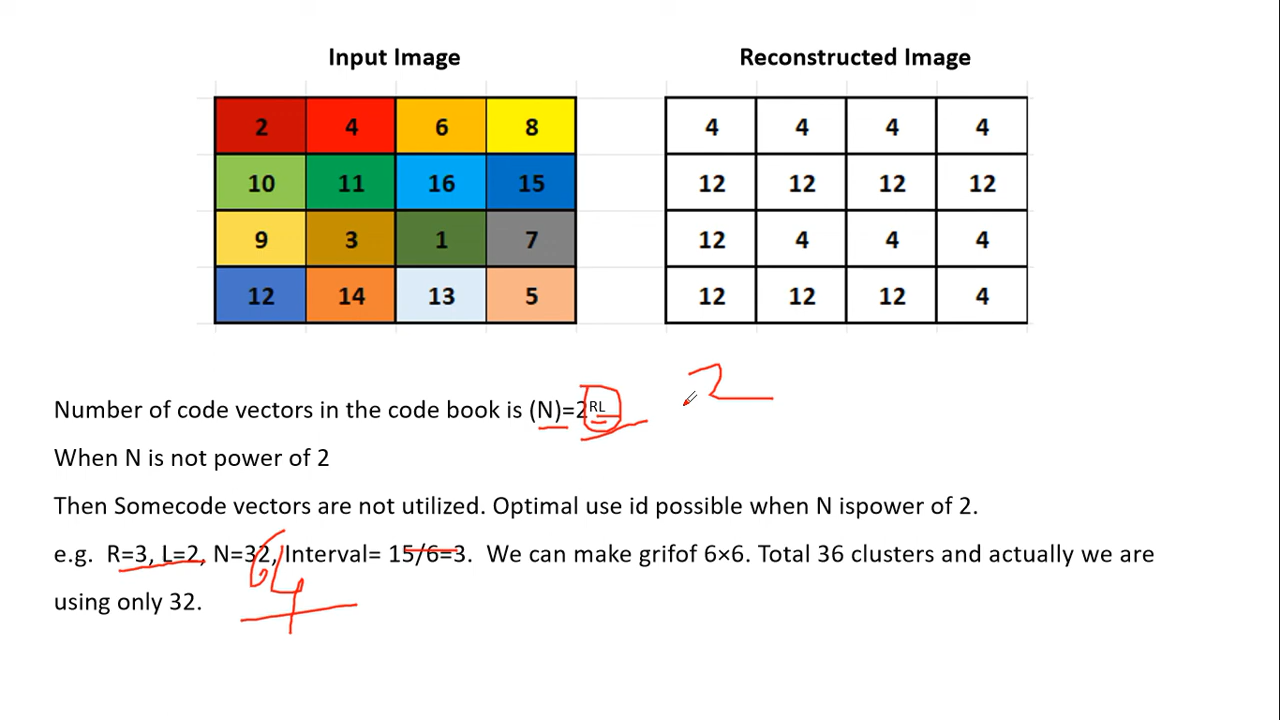 Input Image Reconstructed Image
2 4 6 8 4 4 4 4
10 11 16 15 12 12 12 12
9 3 1 7 12 4 4 4
12 14 13 5 12 12 12 4
2
Number of code vectors in the code book is (N)=2RL
When N is not power of 2
Then Somecode vectors are not utilized. Optimal use id possible when N ispower of 2.
e.g. R=3, L=2, N=32, Interval= 15/6=3. We can make grifof 6×6. Total 36 clusters and actually we are
64
using only 32.